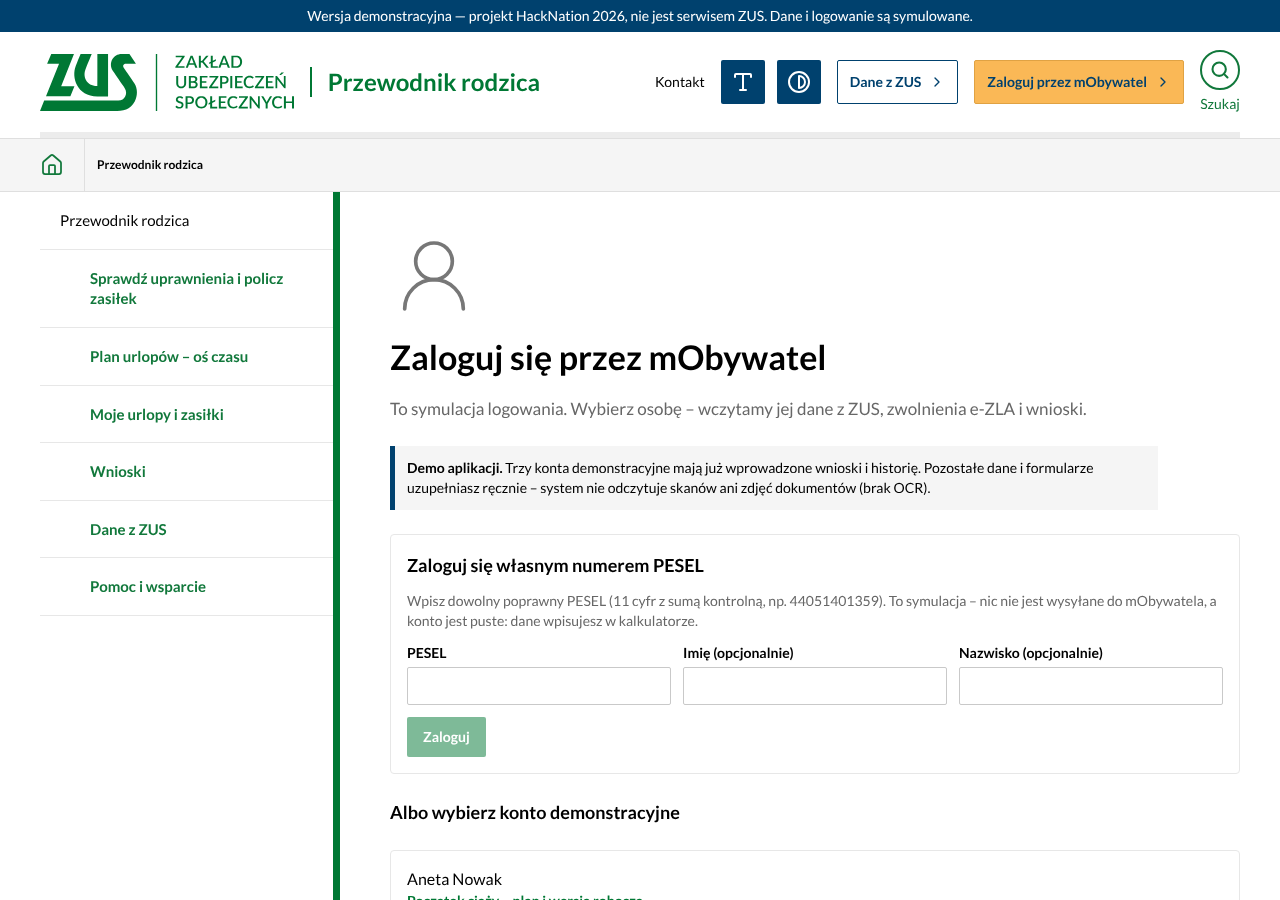 Wersja demonstracyjna — projekt HackNation 2026, nie jest serwisem ZUS. Dane i logowanie są symulowane.
ZUS
ZAKŁAD
UBEZPIECZEŃ
SPOŁECZNYCH
Przewodnik rodzica
Kontakt
Dane z ZUS
Zaloguj przez mObywatel
Szukaj
Przewodnik rodzica
Przewodnik rodzica
Sprawdź uprawnienia i policz
zasiłek
Plan urlopów – oś czasu
Moje urlopy i zasiłki
Wnioski
Dane z ZUS
Pomoc i wsparcie
Zaloguj się przez mObywatel
To symulacja logowania. Wybierz osobę – wczytamy jej dane z ZUS, zwolnienia e-ZLA i wnioski.
Demo aplikacji. Trzy konta demonstracyjne mają już wprowadzone wnioski i historię. Pozostałe dane i formularze
uzupełniasz ręcznie – system nie odczytuje skanów ani zdjęć dokumentów (brak OCR).
Zaloguj się własnym numerem PESEL
Wpisz dowolny poprawny PESEL (11 cyfr z sumą kontrolną, np. 44051401359). To symulacja – nic nie jest wysyłane do mObywatela, a
konto jest puste: dane wpisujesz w kalkulatorze.
PESEL
Imię (opcjonalnie)
Nazwisko (opcjonalnie)
Zaloguj
Albo wybierz konto demonstracyjne
Aneta Nowak
Początek ciąży – plan i wersje robocze